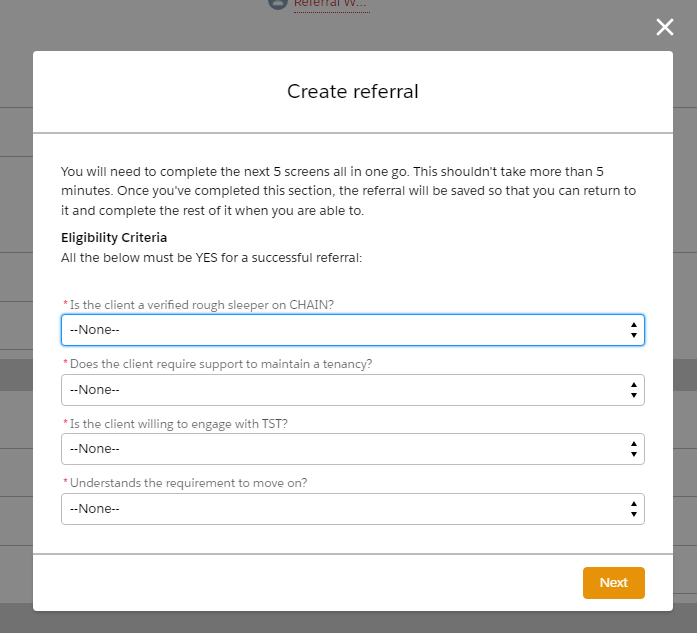 Referral W...
Create referral
You will need to complete the next 5 screens all in one go. This shouldn't take more than 5
minutes. Once you've completed this section, the referral will be saved so that you can return to
it and complete the rest of it when you are able to.
Eligibility Criteria
All the below must be YES for a successful referral:
* Is the client a verified rough sleeper on CHAIN?
--None--
* Does the client require support to maintain a tenancy?
--None--
* Is the client willing to engage with TST?
--None--
* Understands the requirement to move on?
--None--
Next